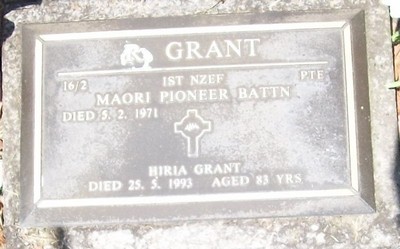 GRANT
16/2 1ST NZEF PTE
MAORI PIONEER BATTN
DIED 5. 2. 1971
HIRIA GRANT
DIED 25. 5. 1993 AGED 83 YRS